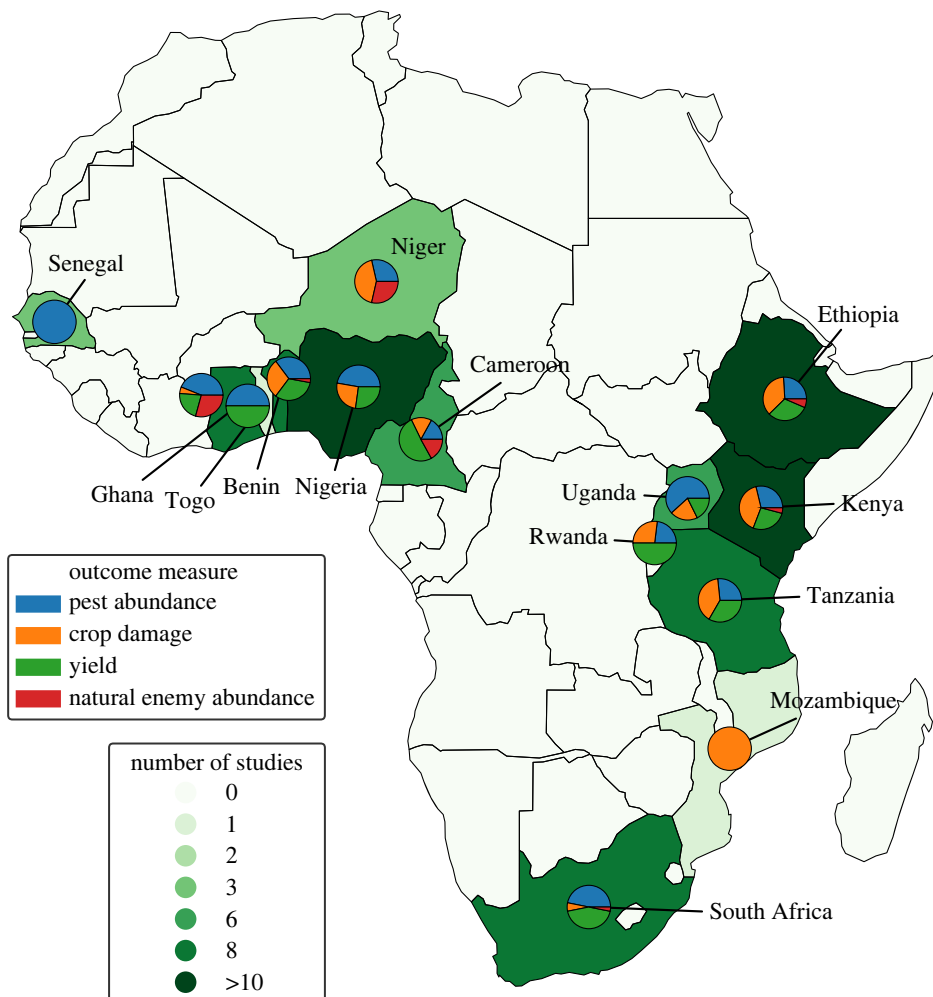 Niger
Senegal
Ethiopia
Cameroon
Ghana
Togo
Benin
Nigeria
Uganda
Kenya
Rwanda
Tanzania
Mozambique
South Africa
outcome measure
pest abundance
crop damage
yield
natural enemy abundance
number of studies
0
1
2
3
6
8
>10